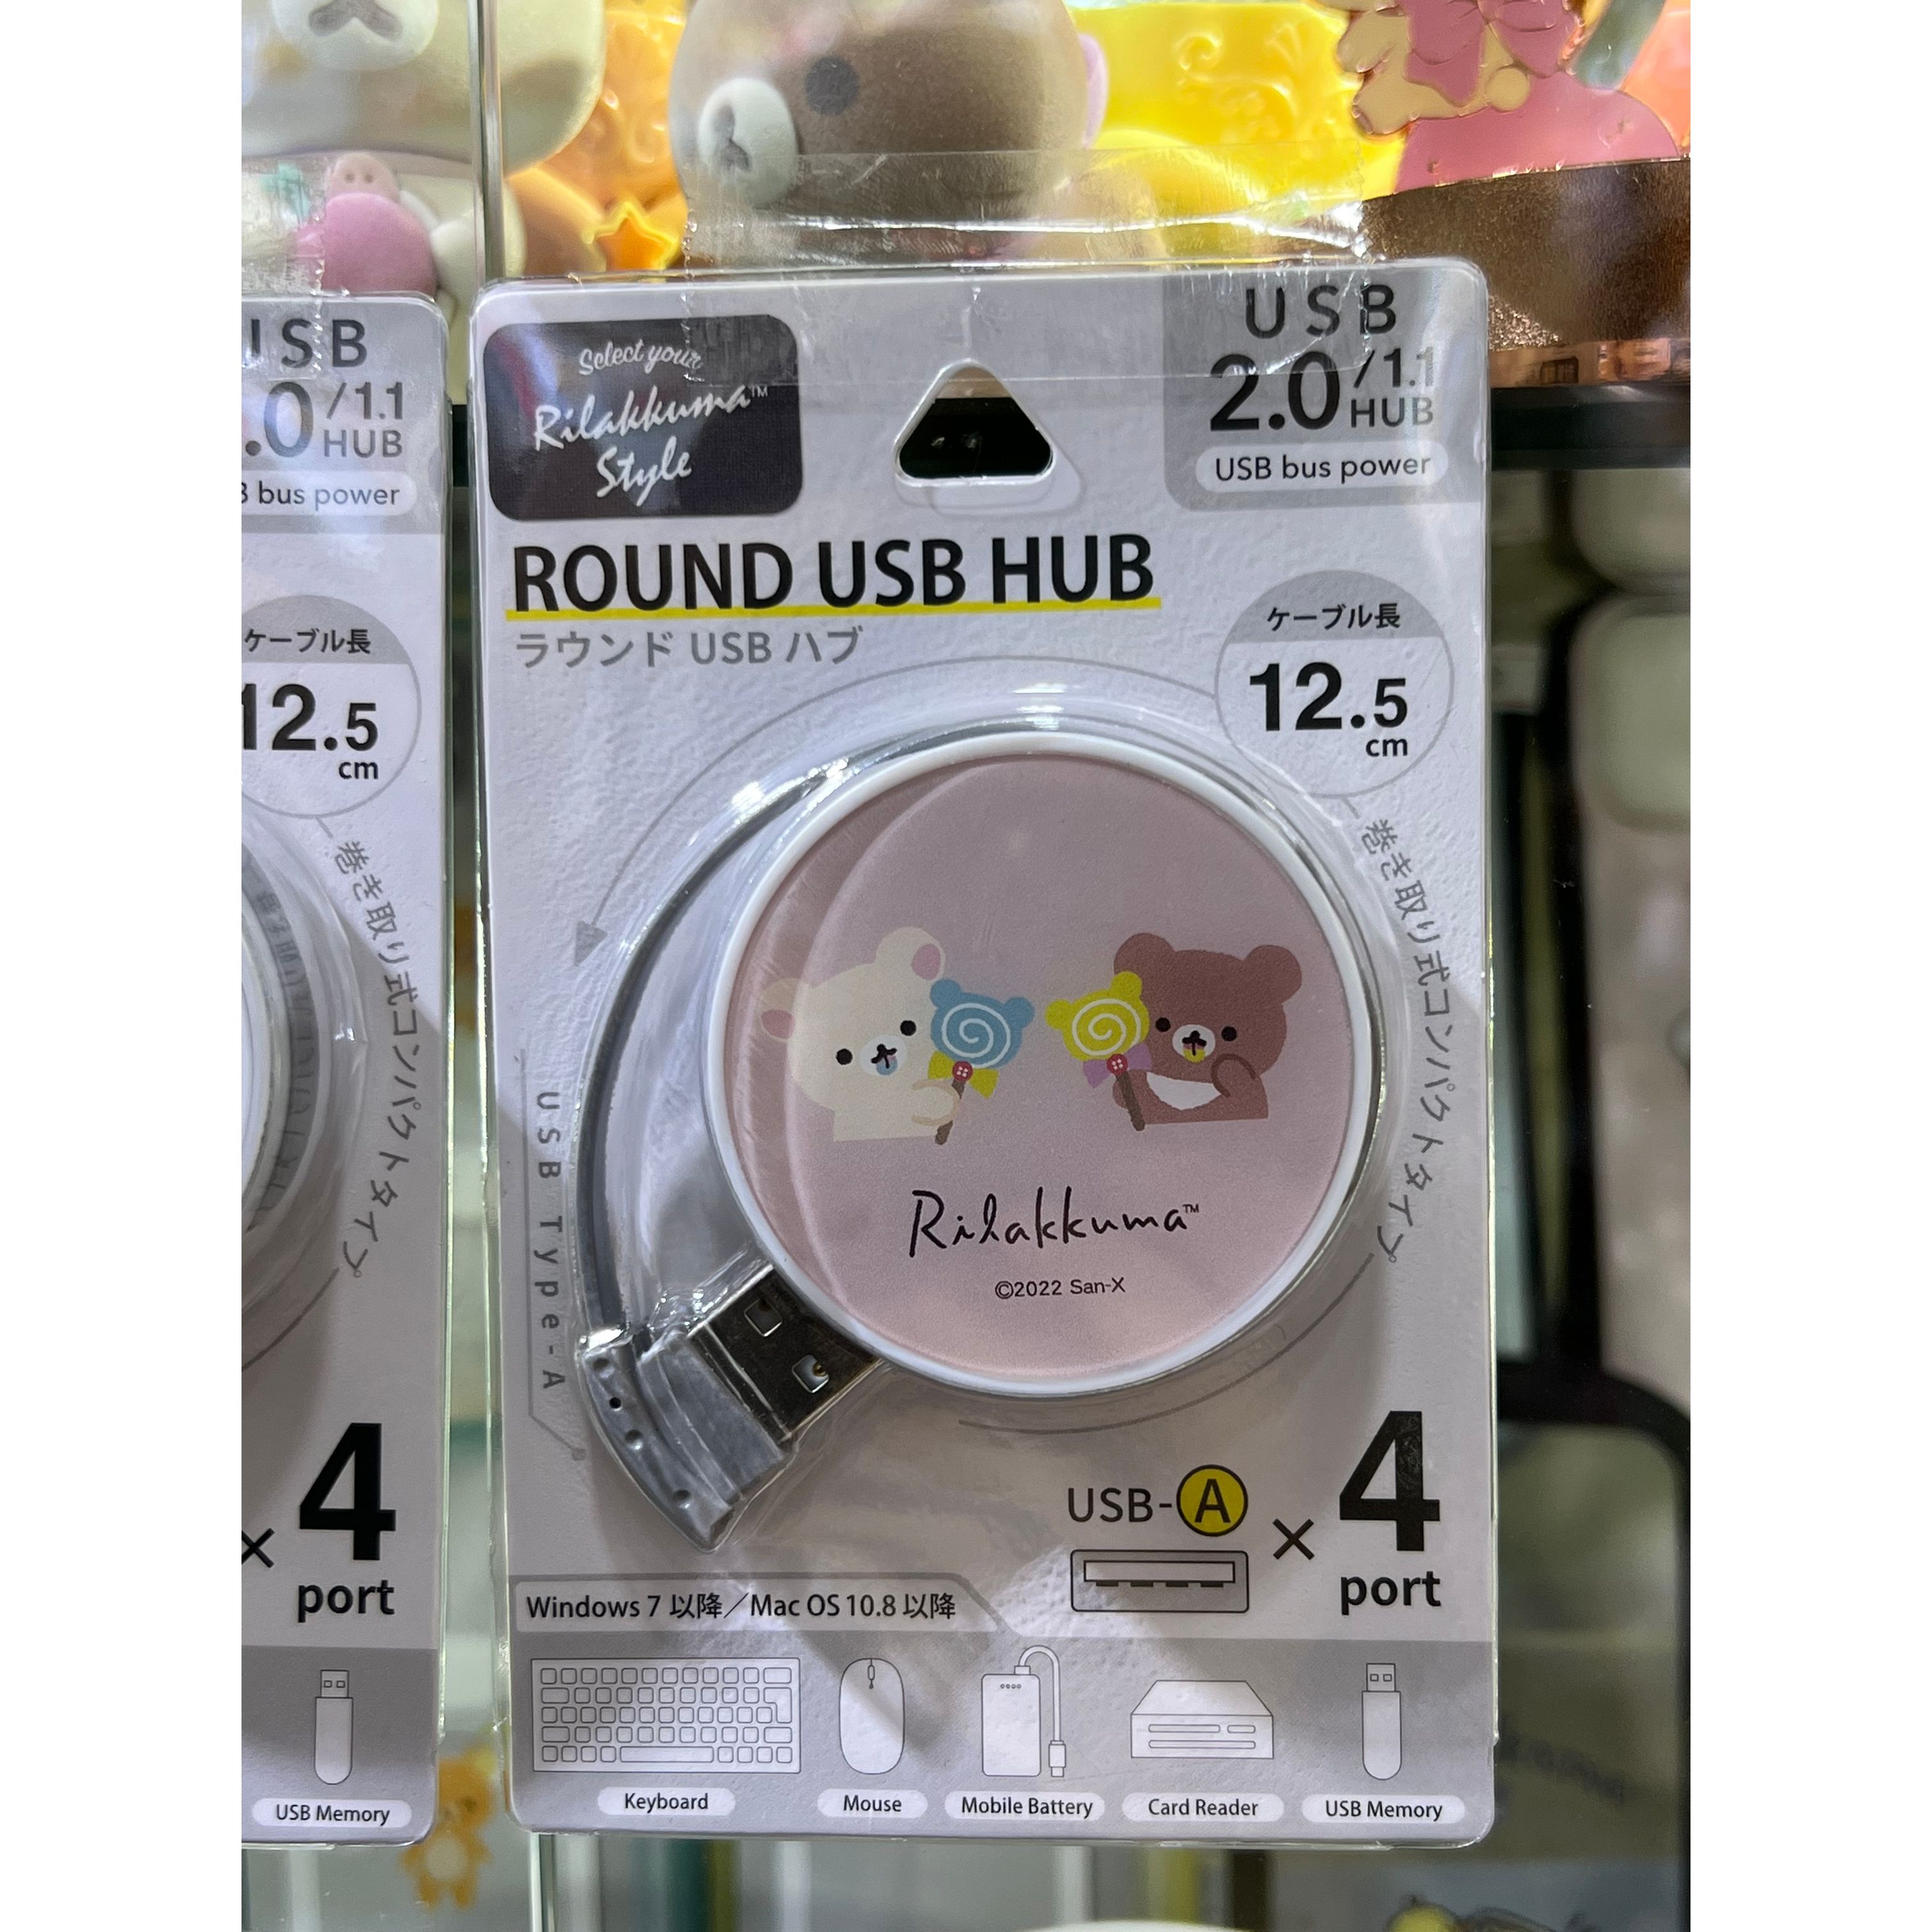 Select your
Rilakkuma™
Style
USB
2.0/1.1
HUB
USB bus power
ROUND USB HUB
ラウンド USB ハブ
ケーブル長
12.5
cm
巻き取り式コンパクトタイプ
USB Type-A
Rilakkuma™
©2022 San-X
USB-A × 4
port
Windows 7 以降／Mac OS 10.8 以降
Keyboard
Mouse
Mobile Battery
Card Reader
USB Memory
USB
.0/1.1
HUB
bus power
ケーブル長
12.5
cm
巻き取り式コンパクトタイプ
× 4
port
USB Memory